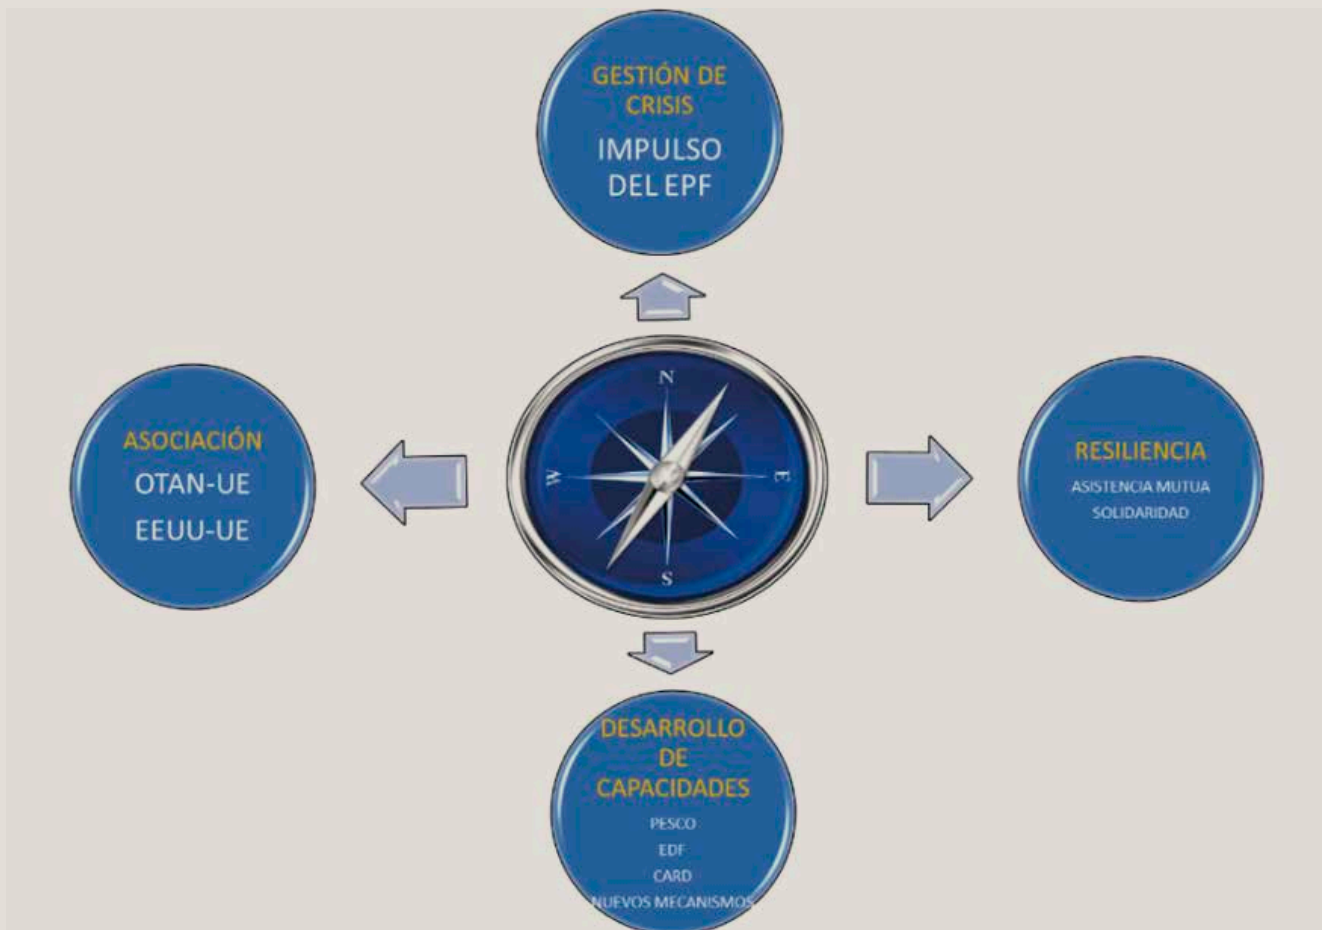 GESTIÓN DE
CRISIS
IMPULSO
DEL EPF
ASOCIACIÓN
OTAN-UE
EEUU-UE
N
W
E
S
RESILIENCIA
ASISTENCIA MUTUA
SOLIDARIDAD
DESARROLLO
DE
CAPACIDADES
PESCO
EDF
CARD
NUEVOS MECANISMOS